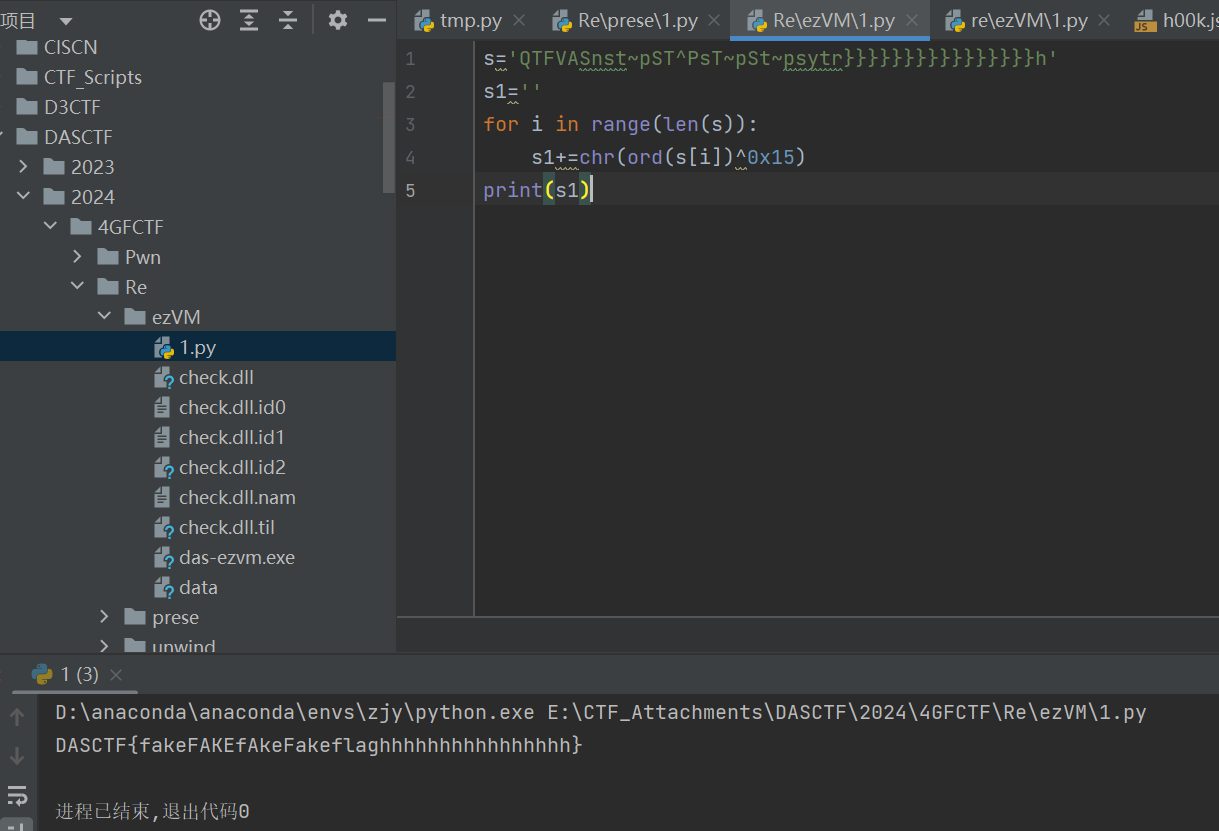 项目
CISCN
CTF_Scripts
D3CTF
DASCTF
2023
2024
4GFCTF
Pwn
Re
ezVM
1.py
check.dll
check.dll.id0
check.dll.id1
check.dll.id2
check.dll.nam
check.dll.til
das-ezvm.exe
data
prese
unwind
tmp.py Re\prese\1.py Re\ezVM\1.py re\ezVM\1.py h00k.js
1 s='QTFVASnst~pST^PsT~pSt~psytr}}}}}}}}}}}}}}}}h'
2 s1=''
3 for i in range(len(s)):
4 s1+=chr(ord(s[i])^0x15)
5 print(s1)
1 (3)
D:\anaconda\anaconda\envs\zjy\python.exe E:\CTF_Attachments\DASCTF\2024\4GFCTF\Re\ezVM\1.py
DASCTF{fakeFAKEfAkeFakeflaghhhhhhhhhhhhhhhh}
进程已结束,退出代码0